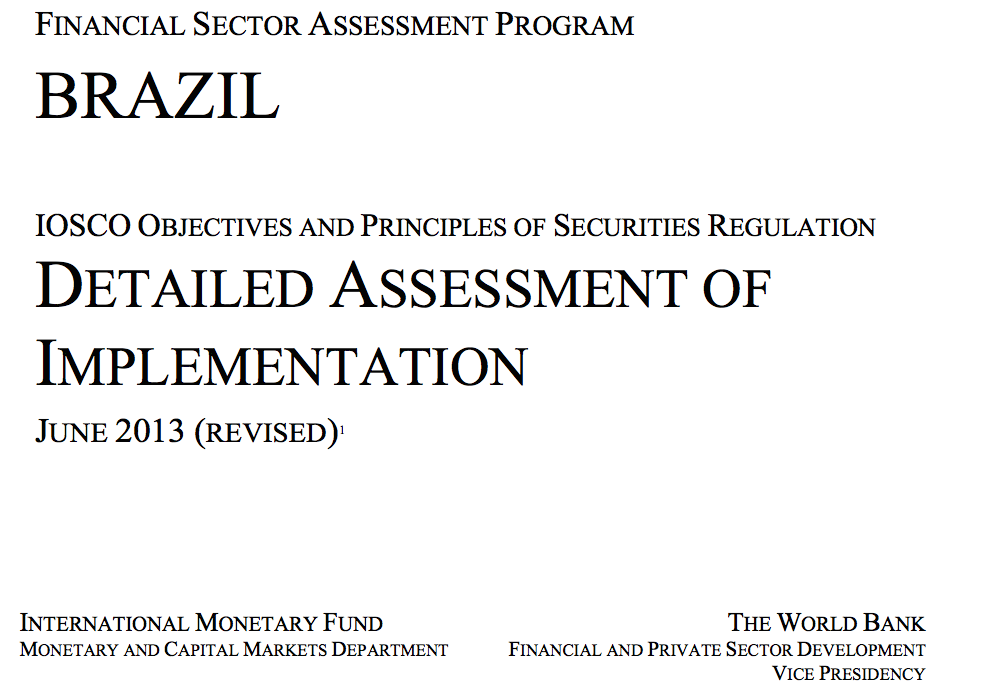 FINANCIAL SECTOR ASSESSMENT PROGRAM
BRAZIL
IOSCO OBJECTIVES AND PRINCIPLES OF SECURITIES REGULATION
DETAILED ASSESSMENT OF
IMPLEMENTATION
JUNE 2013 (REVISED)¹
INTERNATIONAL MONETARY FUND
MONETARY AND CAPITAL MARKETS DEPARTMENT
THE WORLD BANK
FINANCIAL AND PRIVATE SECTOR DEVELOPMENT
VICE PRESIDENCY